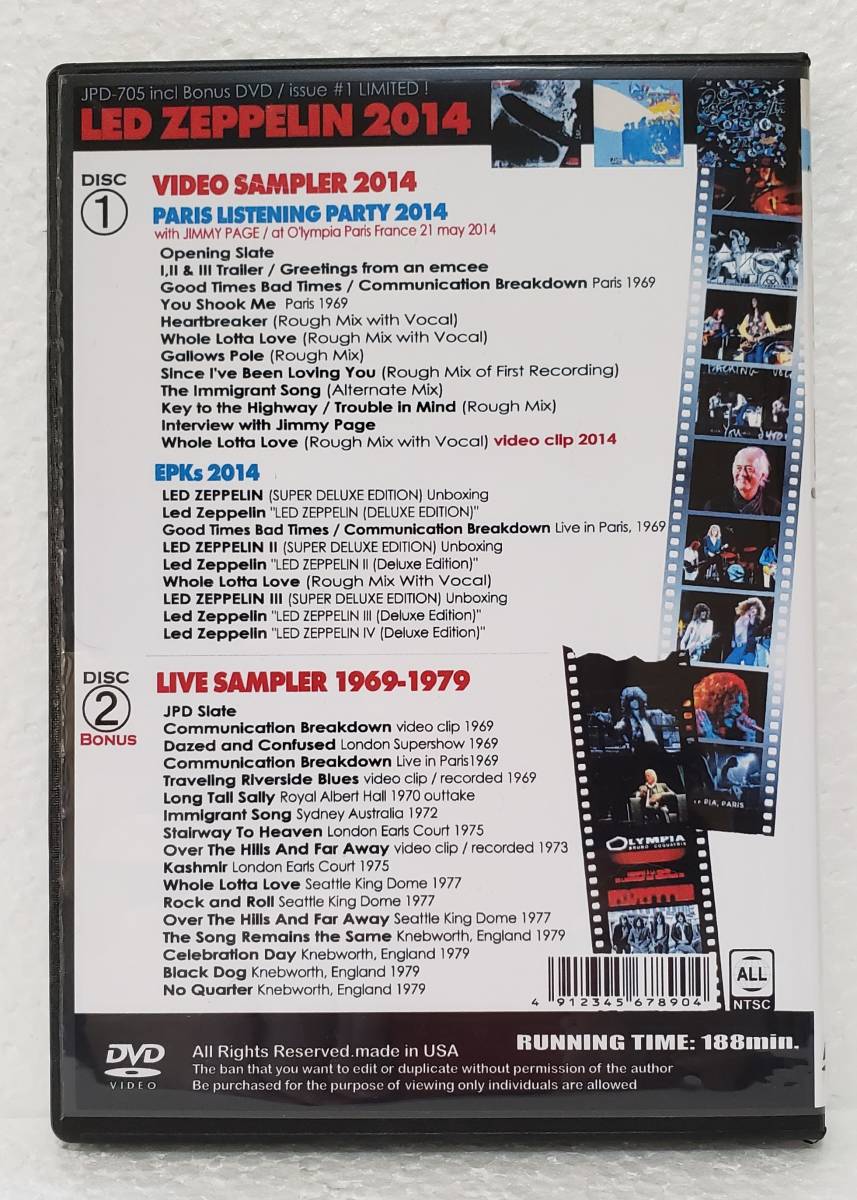 JPD-705 incl Bonus DVD / issue #1 LIMITED !
LED ZEPPELIN 2014
DISC
1
VIDEO SAMPLER 2014
PARIS LISTENING PARTY 2014
with JIMMY PAGE / at O'lympia Paris France 21 may 2014
Opening Slate
I,II & III Trailer / Greetings from an emcee
Good Times Bad Times / Communication Breakdown Paris 1969
You Shook Me Paris 1969
Heartbreaker (Rough Mix with Vocal)
Whole Lotta Love (Rough Mix with Vocal)
Gallows Pole (Rough Mix)
Since I've Been Loving You (Rough Mix of First Recording)
The Immigrant Song (Alternate Mix)
Key to the Highway / Trouble in Mind (Rough Mix)
Interview with Jimmy Page
Whole Lotta Love (Rough Mix with Vocal) video clip 2014
EPKs 2014
LED ZEPPELIN (SUPER DELUXE EDITION) Unboxing
Led Zeppelin "LED ZEPPELIN (DELUXE EDITION)"
Good Times Bad Times / Communication Breakdown Live in Paris, 1969
LED ZEPPELIN II (SUPER DELUXE EDITION) Unboxing
Led Zeppelin "LED ZEPPELIN II (Deluxe Edition)"
Whole Lotta Love (Rough Mix With Vocal)
LED ZEPPELIN III (SUPER DELUXE EDITION) Unboxing
Led Zeppelin "LED ZEPPELIN III (Deluxe Edition)"
Led Zeppelin "LED ZEPPELIN IV (Deluxe Edition)"
DISC
2
BONUS
LIVE SAMPLER 1969-1979
JPD Slate
Communication Breakdown video clip 1969
Dazed and Confused London Supershow 1969
Communication Breakdown Live in Paris1969
Traveling Riverside Blues video clip / recorded 1969
Long Tall Sally Royal Albert Hall 1970 outtake
Immigrant Song Sydney Australia 1972
Stairway To Heaven London Earls Court 1975
Over The Hills And Far Away video clip / recorded 1973
Kashmir London Earls Court 1975
Whole Lotta Love Seattle King Dome 1977
Rock and Roll Seattle King Dome 1977
Over The Hills And Far Away Seattle King Dome 1977
The Song Remains the Same Knebworth, England 1979
Celebration Day Knebworth, England 1979
Black Dog Knebworth, England 1979
No Quarter Knebworth, England 1979
PARIS
OLYMPIA
BRUNO COQUATRIX
4 912345 678904
ALL
NTSC
DVD
VIDEO
RUNNING TIME: 188min.
All Rights Reserved.made in USA
The ban that you want to edit or duplicate without permission of the author
Be purchased for the purpose of viewing only individuals are allowed